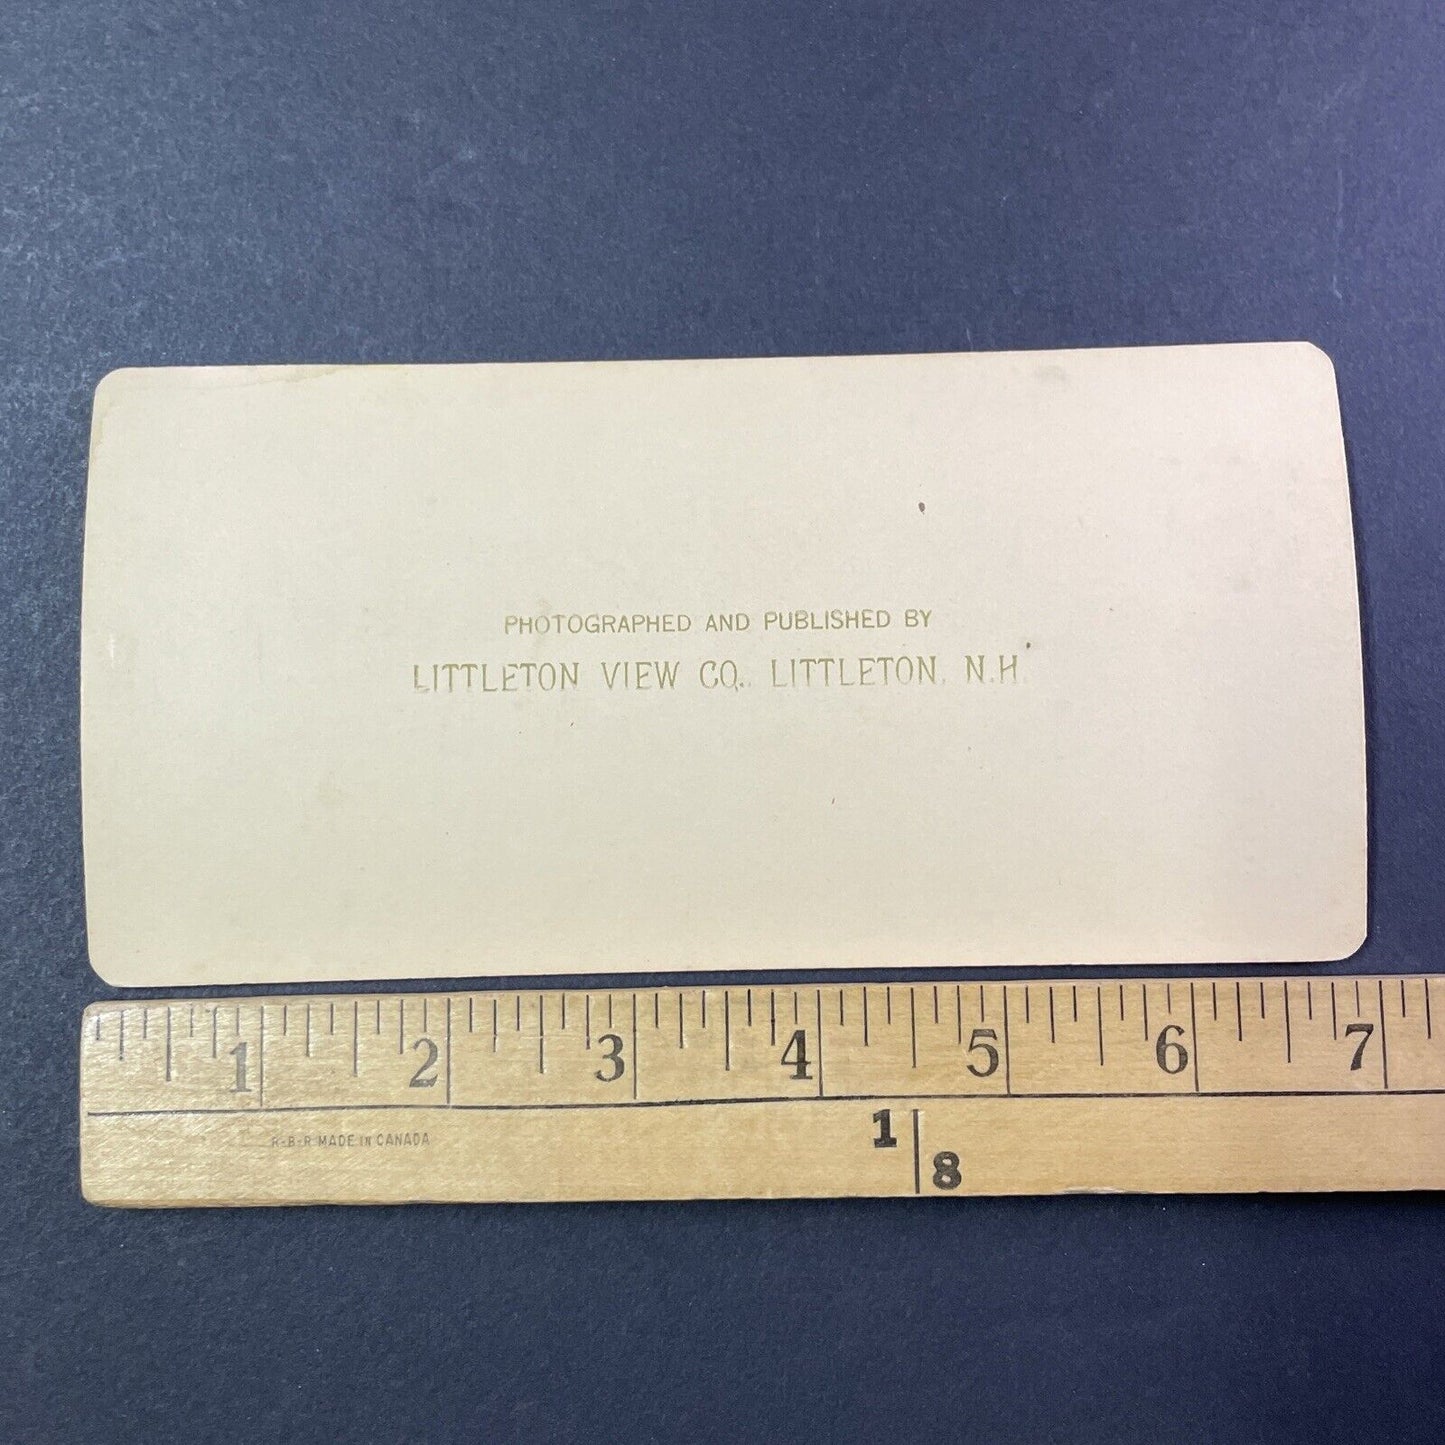 PHOTOGRAPHED AND PUBLISHED BY
LITTLETON VIEW CO., LITTLETON, N.H.
1 2 3 4 5 6 7
R-B-R MADE IN CANADA
1 | 8